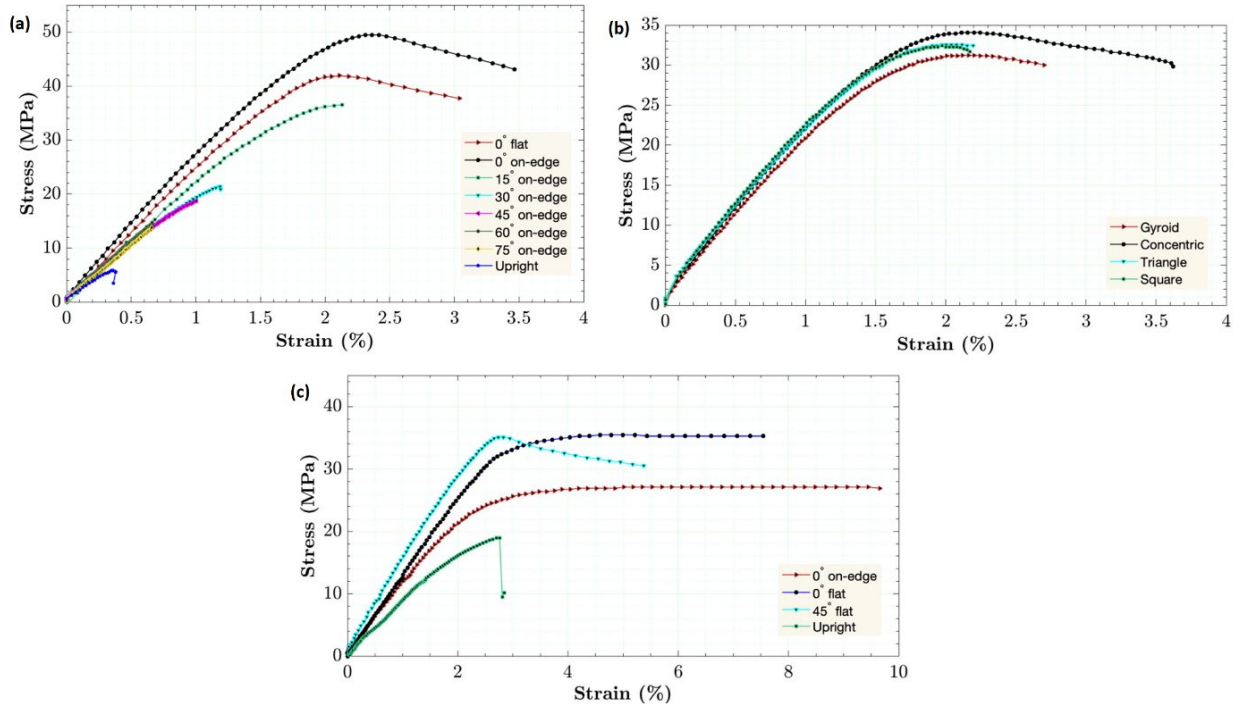 (a)
50
40
30
20
10
0
Stress (MPa)
0 0.5 1 1.5 2 2.5 3 3.5 4
Strain (%)
0° flat
0° on-edge
15° on-edge
30° on-edge
45° on-edge
60° on-edge
75° on-edge
Upright
(b)
35
30
25
20
15
10
5
0
Stress (MPa)
0 0.5 1 1.5 2 2.5 3 3.5 4
Strain (%)
Gyroid
Concentric
Triangle
Square
(c)
40
30
20
10
0
Stress (MPa)
0 2 4 6 8 10
Strain (%)
0° on-edge
0° flat
45° flat
Upright